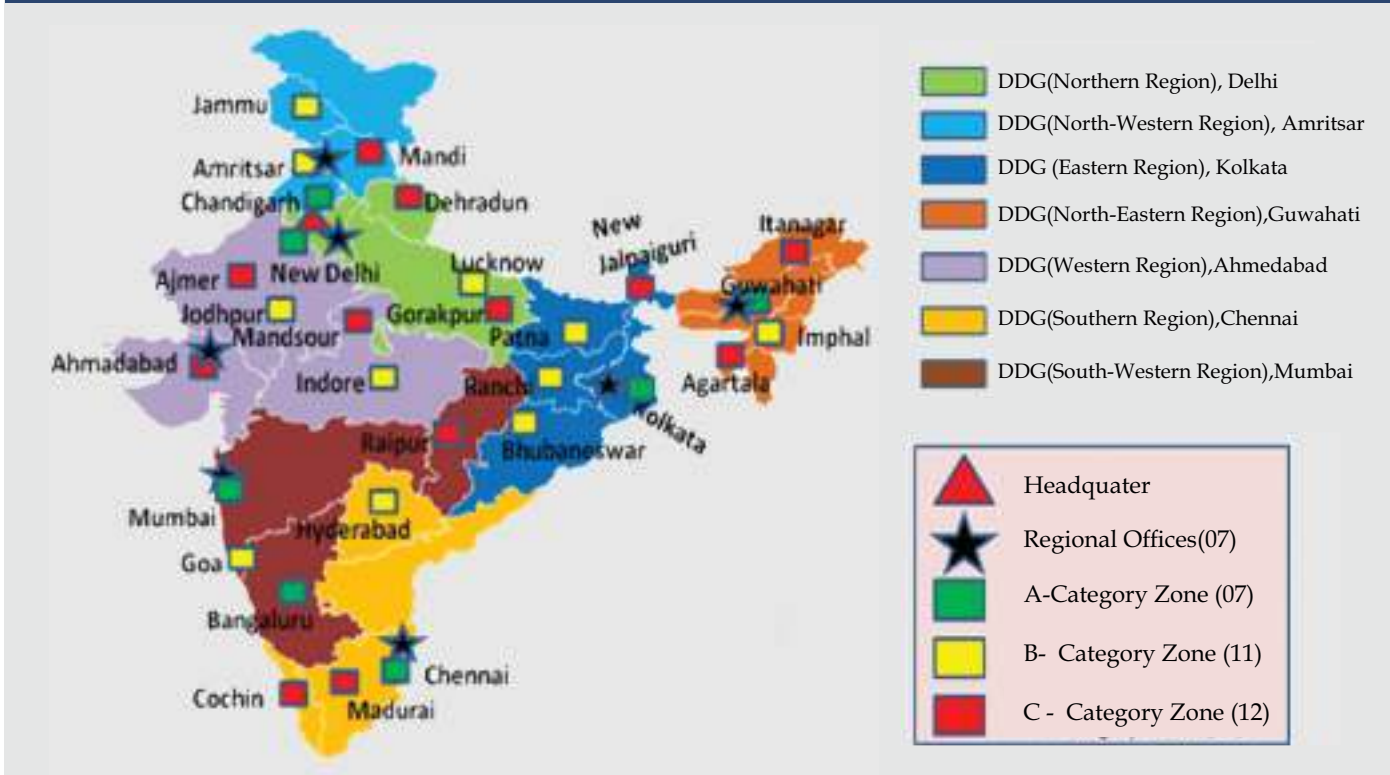 Jammu
Amritsar
Mandi
Chandigarh
Dehradun
New Delhi
Ajmer
Lucknow
Jodhpur
Mandsour
Gorakpur
Ahmadabad
Indore
Patna
Ranchi
New
Jalpaiguri
Itanagar
Guwahati
Imphal
Agartala
Kolkata
Raipur
Bhubaneswar
Mumbai
Hyderabad
Goa
Bangaluru
Chennai
Cochin
Madurai
DDG(Northern Region), Delhi
DDG(North-Western Region), Amritsar
DDG (Eastern Region), Kolkata
DDG(North-Eastern Region),Guwahati
DDG(Western Region),Ahmedabad
DDG(Southern Region),Chennai
DDG(South-Western Region),Mumbai
Headquater
Regional Offices(07)
A-Category Zone (07)
B- Category Zone (11)
C - Category Zone (12)